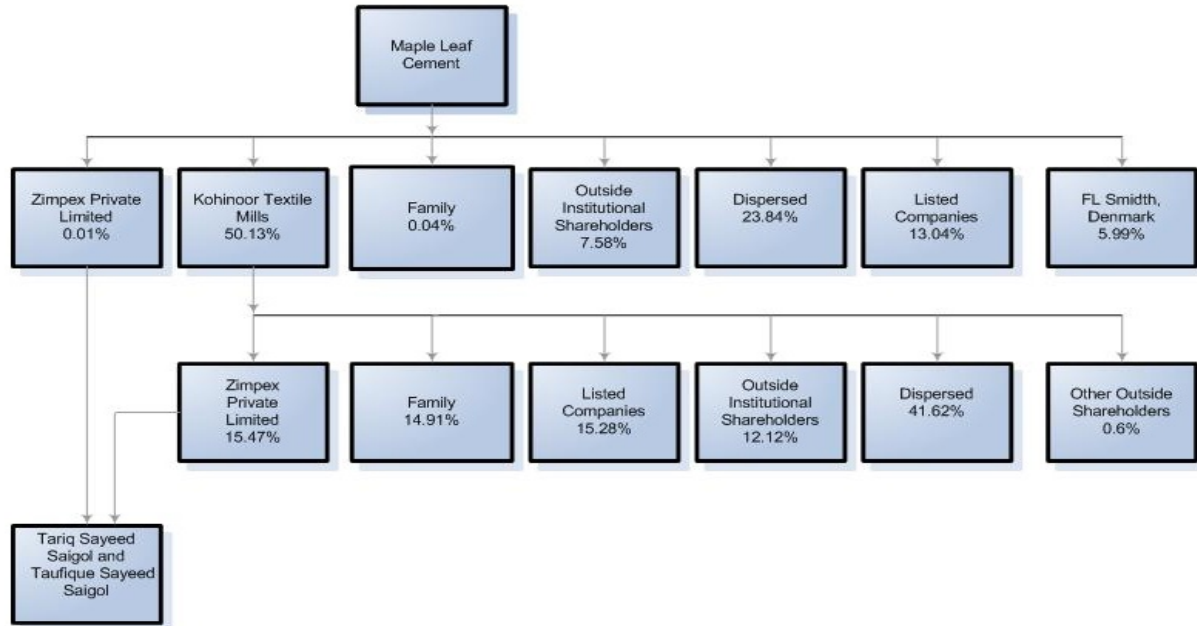 Maple Leaf
Cement
Zimpex Private
Limited
0.01%
Kohinoor Textile
Mills
50.13%
Family
0.04%
Outside
Institutional
Shareholders
7.58%
Dispersed
23.84%
Listed
Companies
13.04%
FL Smidth,
Denmark
5.99%
Zimpex
Private
Limited
15.47%
Family
14.91%
Listed
Companies
15.28%
Outside
Institutional
Shareholders
12.12%
Dispersed
41.62%
Other Outside
Shareholders
0.6%
Tariq Sayeed
Saigol and
Taufique Sayeed
Saigol